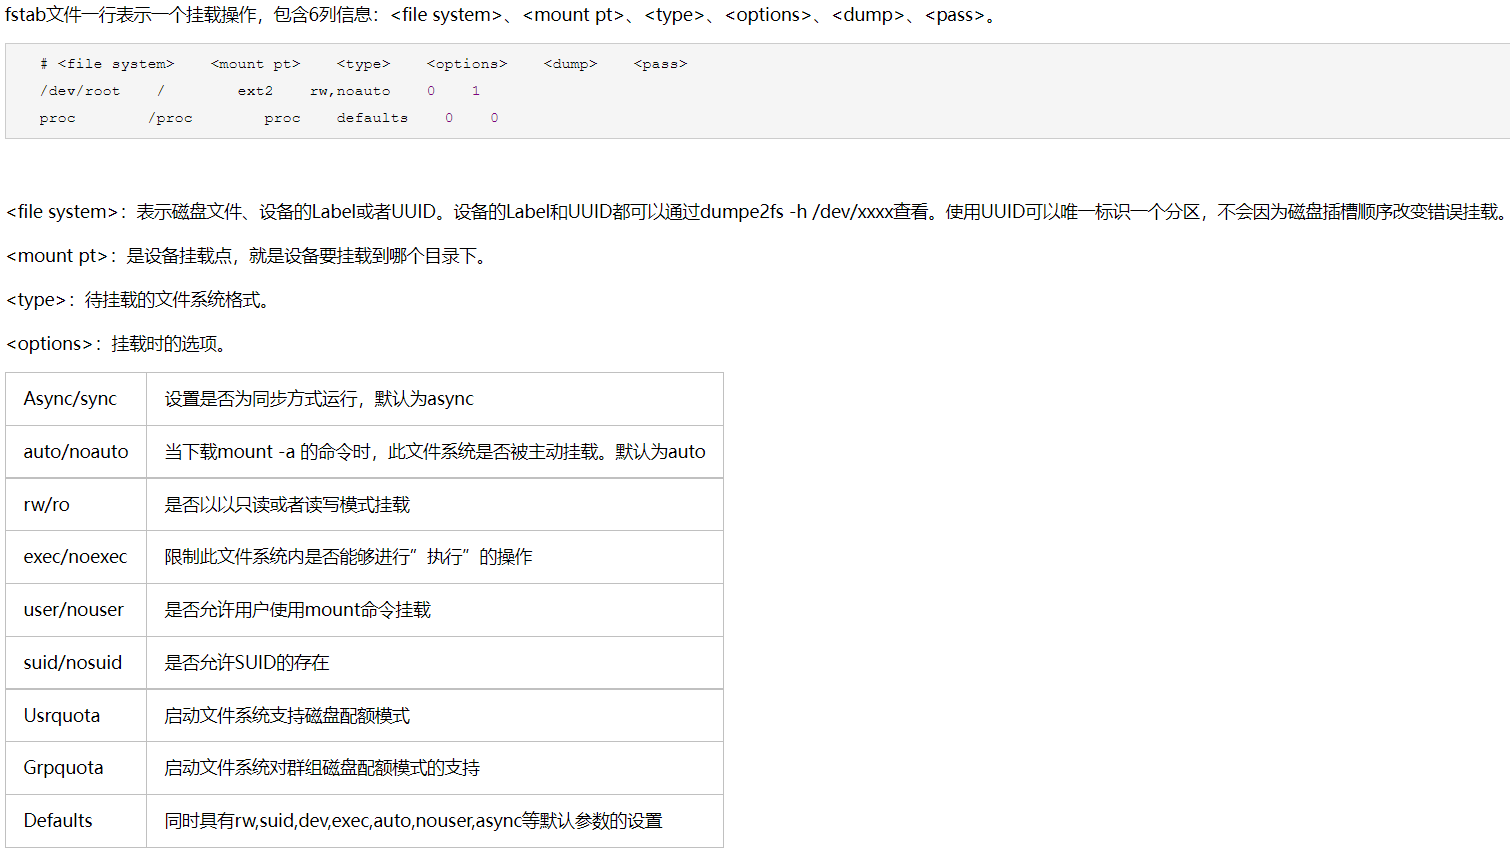 fstab文件一行表示一个挂载操作，包含6列信息：<file system>、<mount pt>、<type>、<options>、<dump>、<pass>。
# <file system>    <mount pt>    <type>    <options>    <dump>    <pass>
/dev/root    /        ext2    rw,noauto    0    1
proc        /proc        proc    defaults    0    0
<file system>：表示磁盘文件、设备的Label或者UUID。设备的Label和UUID都可以通过dumpe2fs -h /dev/xxxx查看。使用UUID可以唯一标识一个分区，不会因为磁盘插槽顺序改变错误挂载。
<mount pt>：是设备挂载点，就是设备要挂载到哪个目录下。
<type>：待挂载的文件系统格式。
<options>：挂载时的选项。
Async/sync 设置是否为同步方式运行，默认为async
auto/noauto 当下载mount -a 的命令时，此文件系统是否被主动挂载。默认为auto
rw/ro 是否以以只读或者读写模式挂载
exec/noexec 限制此文件系统内是否能够进行”执行”的操作
user/nouser 是否允许用户使用mount命令挂载
suid/nosuid 是否允许SUID的存在
Usrquota 启动文件系统支持磁盘配额模式
Grpquota 启动文件系统对群组磁盘配额模式的支持
Defaults 同时具有rw,suid,dev,exec,auto,nouser,async等默认参数的设置